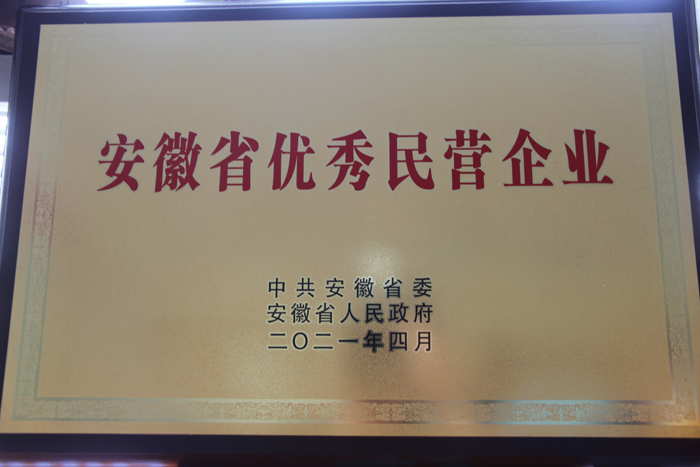 安徽省优秀民营企业
中共安徽省委
安徽省人民政府
二〇二一年四月